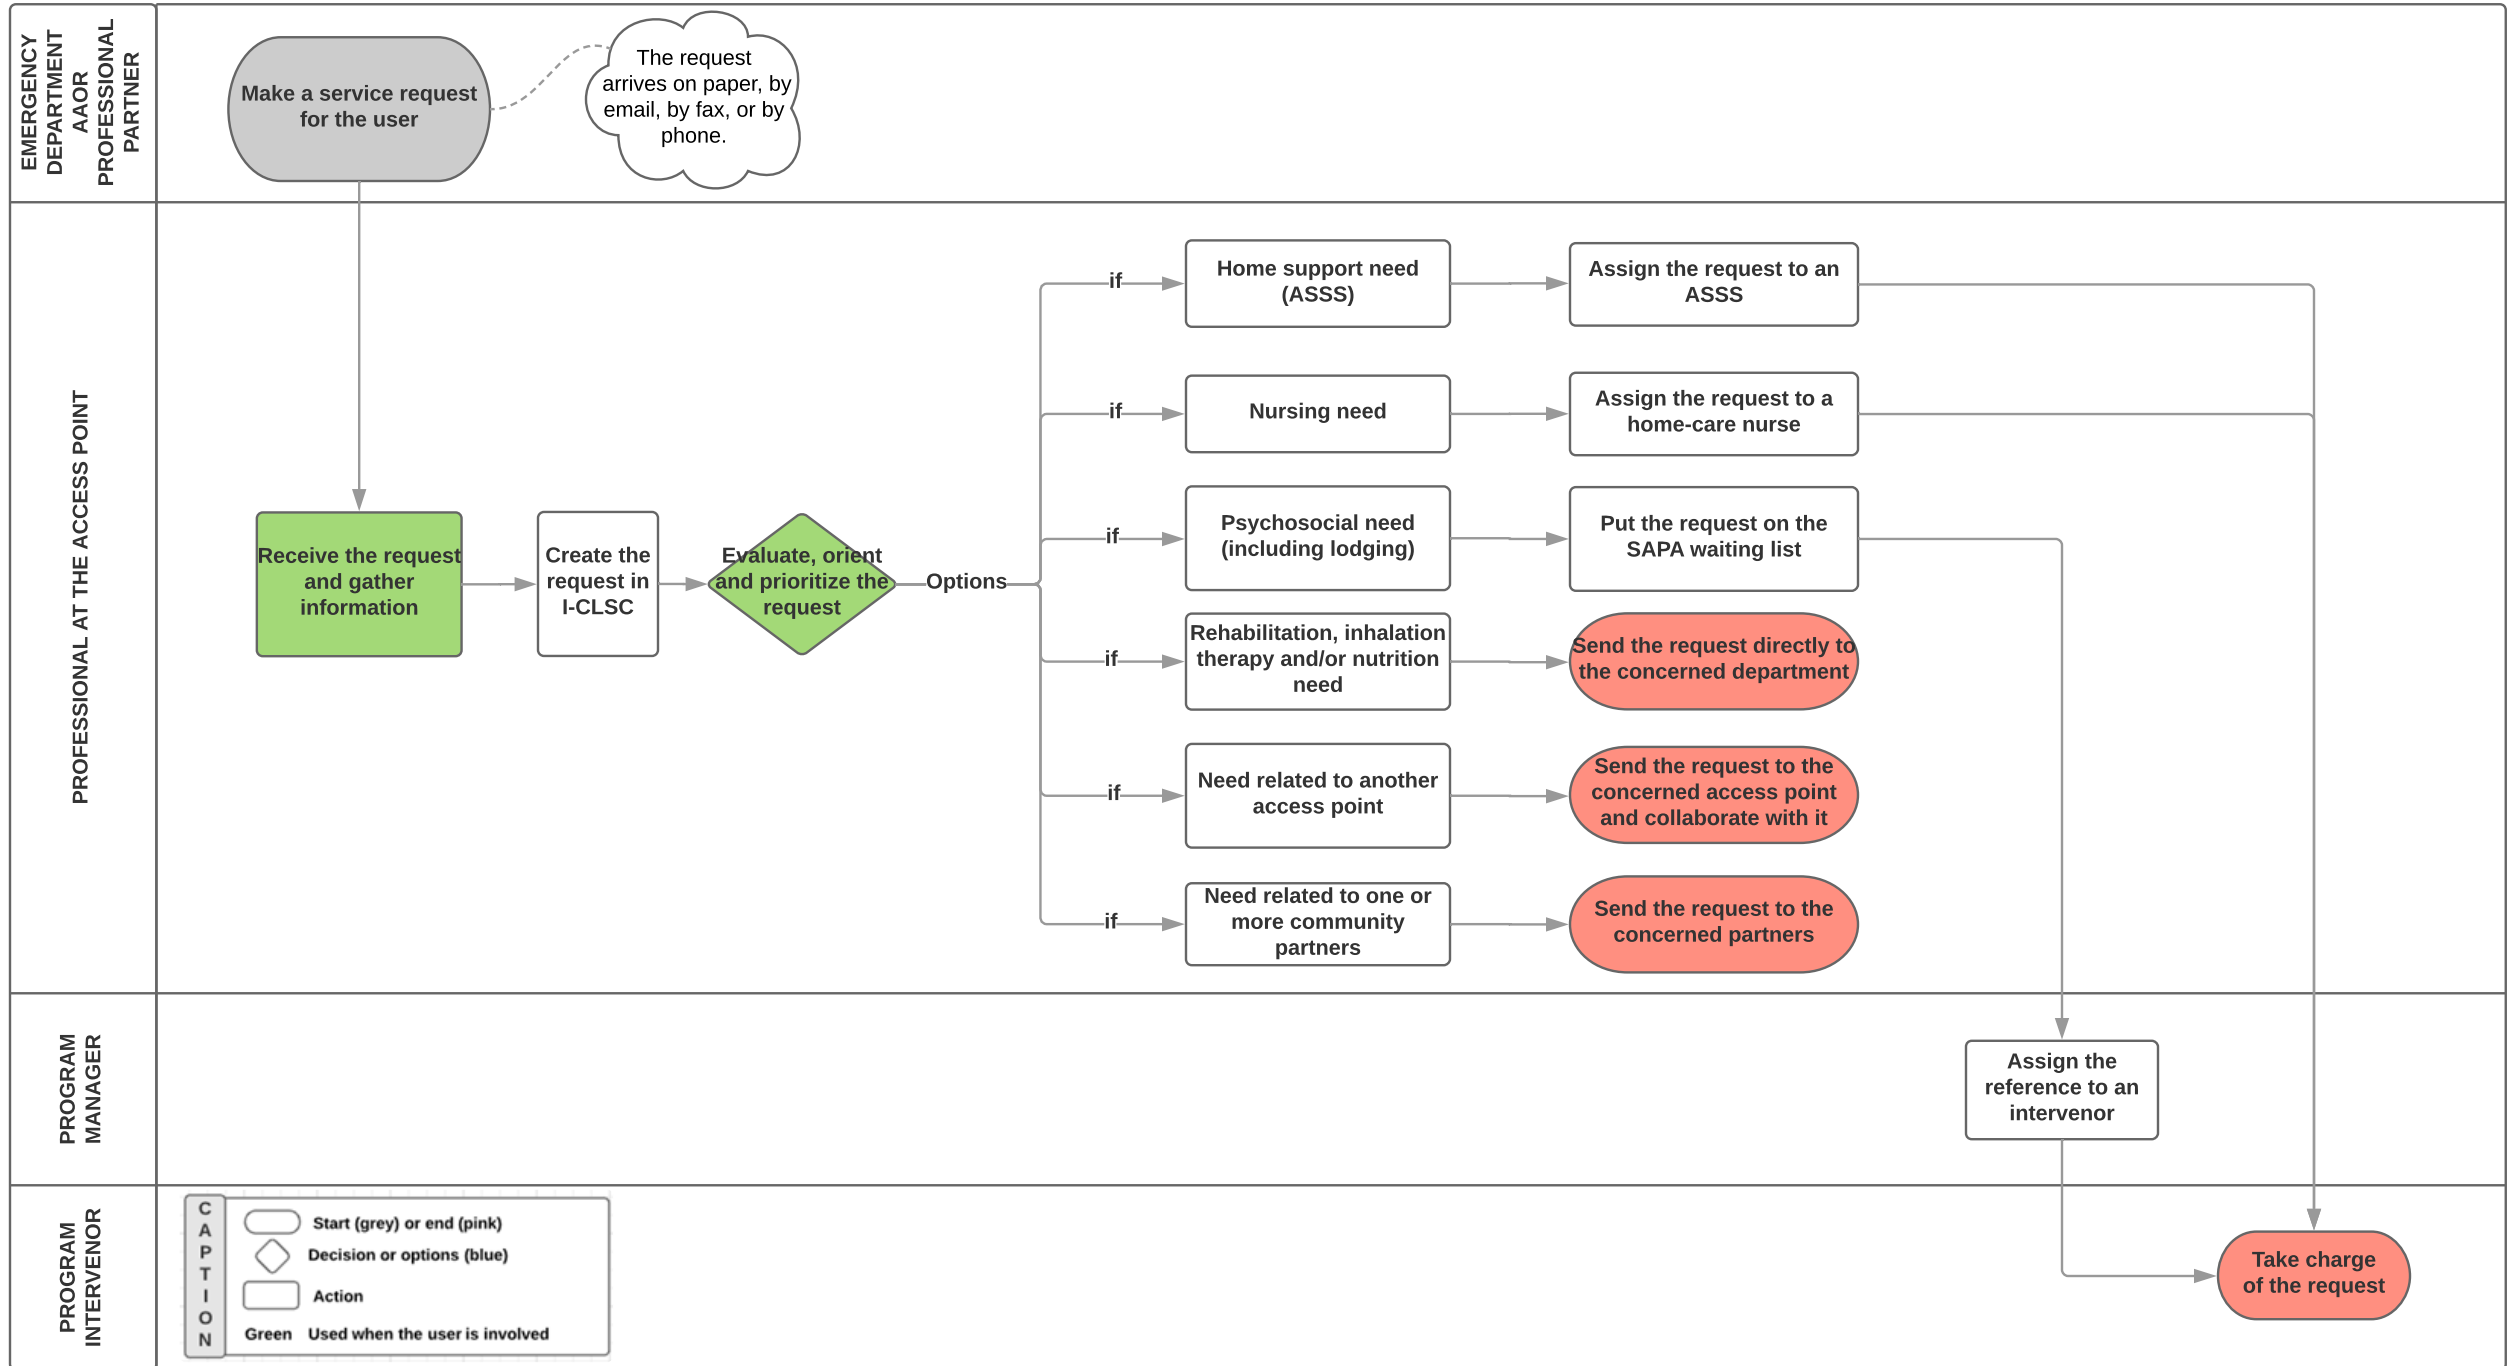 EMERGENCY
DEPARTMENT
AAOR
PROFESSIONAL
PARTNER
Make a service request
for the user
The request
arrives on paper, by
email, by fax, or by
phone.
PROFESSIONAL AT THE ACCESS POINT
Receive the request
and gather
information
Create the
request in
I-CLSC
Evaluate, orient
and prioritize the
request
Options
if
Home support need
(ASSS)
Assign the request to an
ASSS
if
Nursing need
Assign the request to a
home-care nurse
if
Psychosocial need
(including lodging)
Put the request on the
SAPA waiting list
if
Rehabilitation, inhalation
therapy and/or nutrition
need
Send the request directly to
the concerned department
if
Need related to another
access point
Send the request to the
concerned access point
and collaborate with it
if
Need related to one or
more community
partners
Send the request to the
concerned partners
PROGRAM
MANAGER
Assign the
reference to an
intervenor
PROGRAM
INTERVENOR
CAPTION
Start (grey) or end (pink)
Decision or options (blue)
Action
Green Used when the user is involved
Take charge
of the request